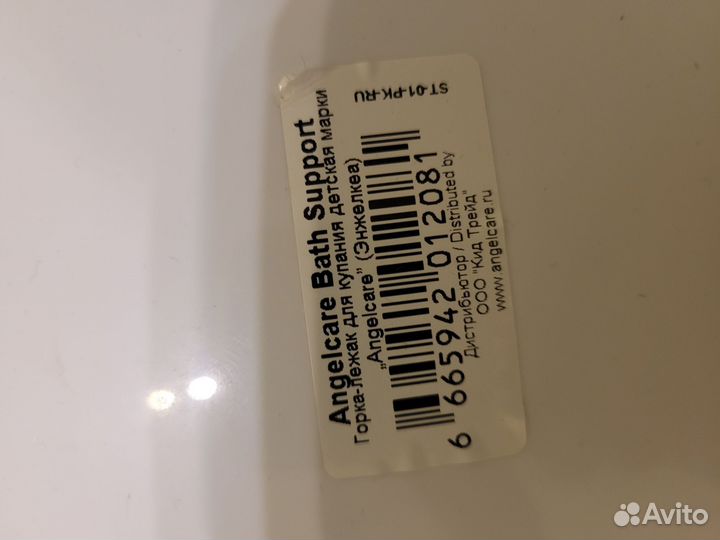 Angelcare Bath Support
Горка-Лежак для купания детская марки
„Angelcare” (Энжелкеа)
ST-01-PK-RU
6 665942 012081
Дистрибьютор / Distributed by
ООО "Кид Трейд"
www.angelcare.ru
Avito